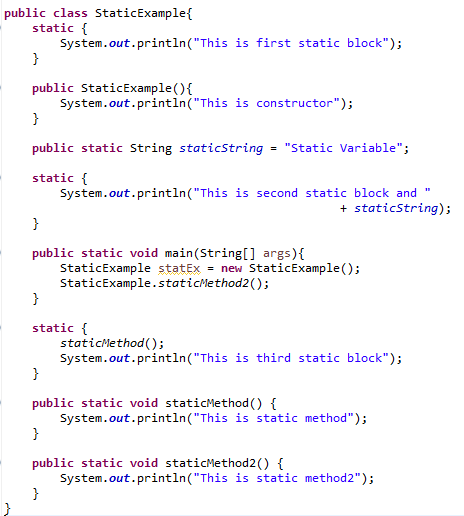 public class StaticExample{
    static {
        System.out.println("This is first static block");
    }

    public StaticExample(){
        System.out.println("This is constructor");
    }

    public static String staticString = "Static Variable";

    static {
        System.out.println("This is second static block and "
                                                + staticString);
    }

    public static void main(String[] args){
        StaticExample statEx = new StaticExample();
        StaticExample.staticMethod2();
    }

    static {
        staticMethod();
        System.out.println("This is third static block");
    }

    public static void staticMethod() {
        System.out.println("This is static method");
    }

    public static void staticMethod2() {
        System.out.println("This is static method2");
    }
}